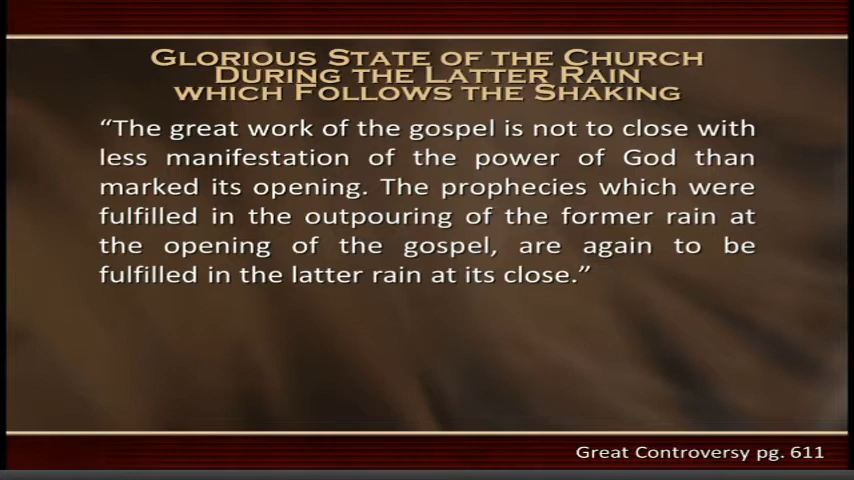 Glorious State of the Church
During the Latter Rain
which Follows the Shaking
“The great work of the gospel is not to close with
less manifestation of the power of God than
marked its opening. The prophecies which were
fulfilled in the outpouring of the former rain at
the opening of the gospel, are again to be
fulfilled in the latter rain at its close.”
Great Controversy pg. 611